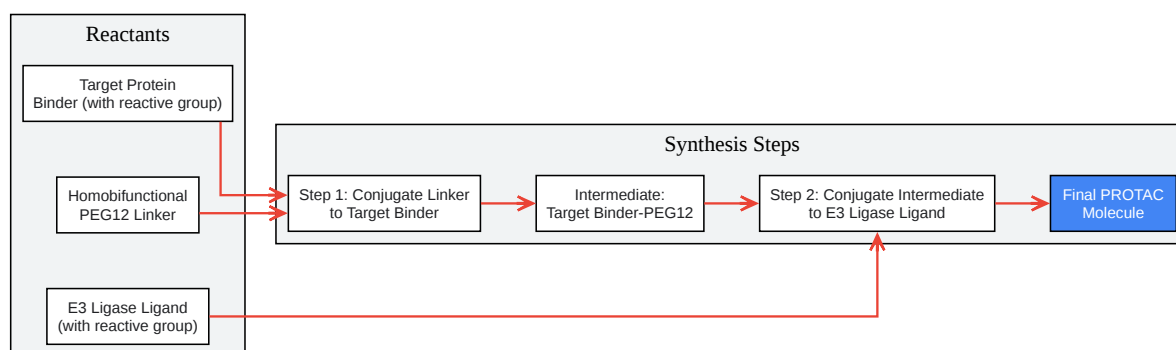 Reactants
Target Protein
Binder (with reactive group)
Homobifunctional
PEG12 Linker
E3 Ligase Ligand
(with reactive group)
Synthesis Steps
Step 1: Conjugate Linker
to Target Binder
Intermediate:
Target Binder-PEG12
Step 2: Conjugate Intermediate
to E3 Ligase Ligand
Final PROTAC
Molecule